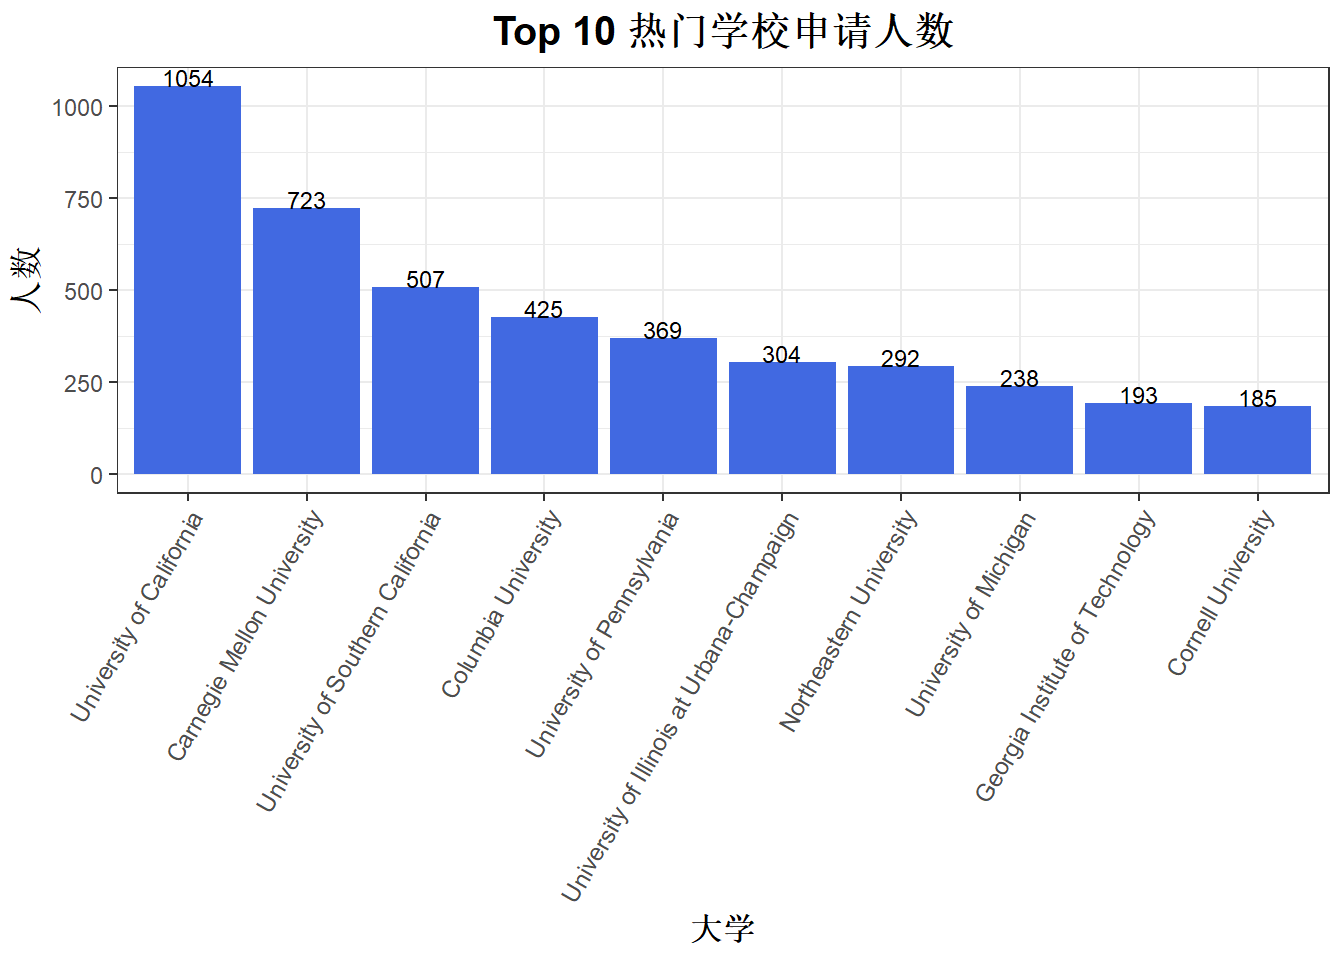 Top 10 热门学校申请人数
人数
1000
750
500
250
0
1054
723
507
425
369
304
292
238
193
185
University of California
Carnegie Mellon University
University of Southern California
Columbia University
University of Pennsylvania
University of Illinois at Urbana-Champaign
Northeastern University
University of Michigan
Georgia Institute of Technology
Cornell University
大学